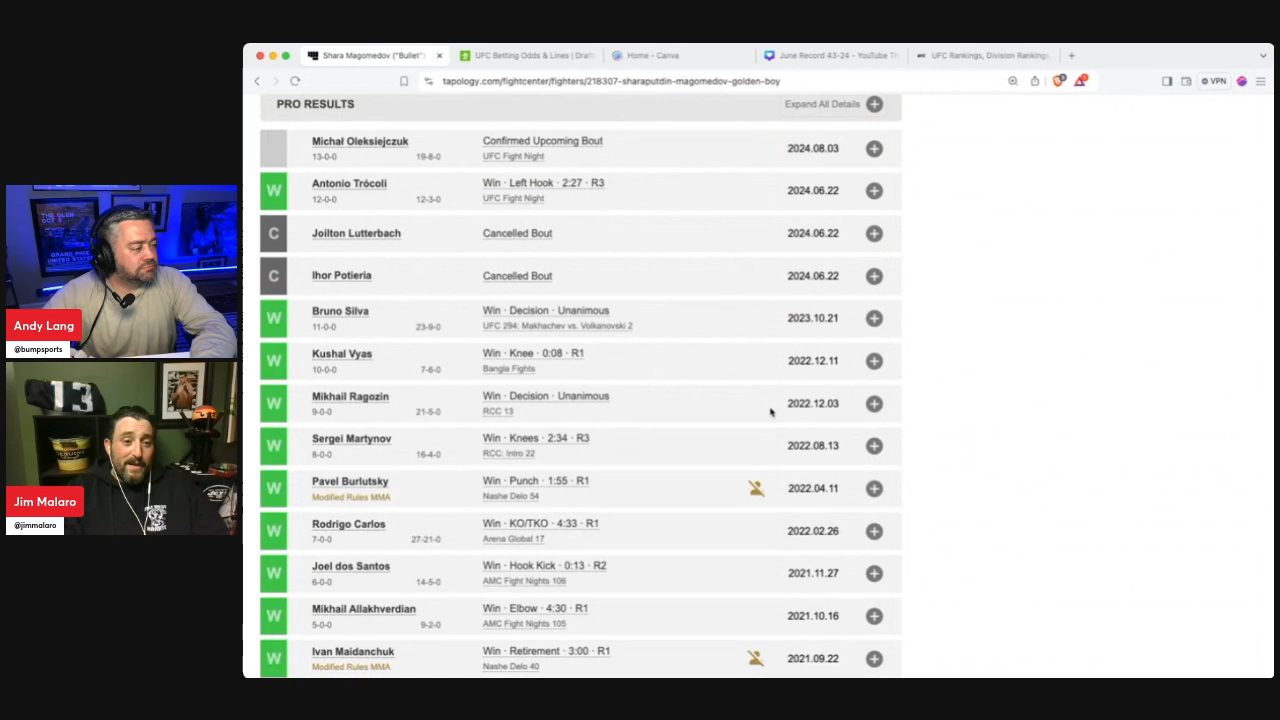 Shara Magomedov ("Bullet")
UFC Betting Odds & Lines | Draft
Home - Canva
June Record 43-24 - YouTube Th
UFC Rankings, Division Rankings,
tapology.com/fightcenter/fighters/218307-sharaputdin-magomedov-golden-boy
VPN
PRO RESULTS
Expand All Details
Michał Oleksiejczuk
Confirmed Upcoming Bout
13-0-0
19-8-0
UFC Fight Night
2024.08.03
W
Antonio Trócoli
Win · Left Hook · 2:27 · R3
12-0-0
12-3-0
UFC Fight Night
2024.06.22
C
Joilton Lutterbach
Cancelled Bout
2024.06.22
C
Ihor Potieria
Cancelled Bout
2024.06.22
W
Bruno Silva
Win · Decision · Unanimous
11-0-0
23-9-0
UFC 294: Makhachev vs. Volkanovski 2
2023.10.21
W
Kushal Vyas
Win · Knee · 0:08 · R1
10-0-0
7-6-0
Bangla Fights
2022.12.11
W
Mikhail Ragozin
Win · Decision · Unanimous
9-0-0
21-5-0
RCC 13
2022.12.03
W
Sergei Martynov
Win · Knees · 2:34 · R3
8-0-0
16-4-0
RCC: Intro 22
2022.08.13
W
Pavel Burlutsky
Win · Punch · 1:55 · R1
Modified Rules MMA
Nashe Delo 54
2022.04.11
W
Rodrigo Carlos
Win · KO/TKO · 4:33 · R1
7-0-0
27-21-0
Arena Global 17
2022.02.26
W
Joel dos Santos
Win · Hook Kick · 0:13 · R2
6-0-0
14-5-0
AMC Fight Nights 106
2021.11.27
W
Mikhail Allakhverdian
Win · Elbow · 4:30 · R1
5-0-0
9-2-0
AMC Fight Nights 105
2021.10.16
W
Ivan Maidanchuk
Win · Retirement · 3:00 · R1
Modified Rules MMA
Nashe Delo 40
2021.09.22
THE GLEN
OCT 3
GRAND PRIX
UNITED STATES
Andy Lang
@bumpsports
13
GENUINE
Jim Malaro
@jimmalaro